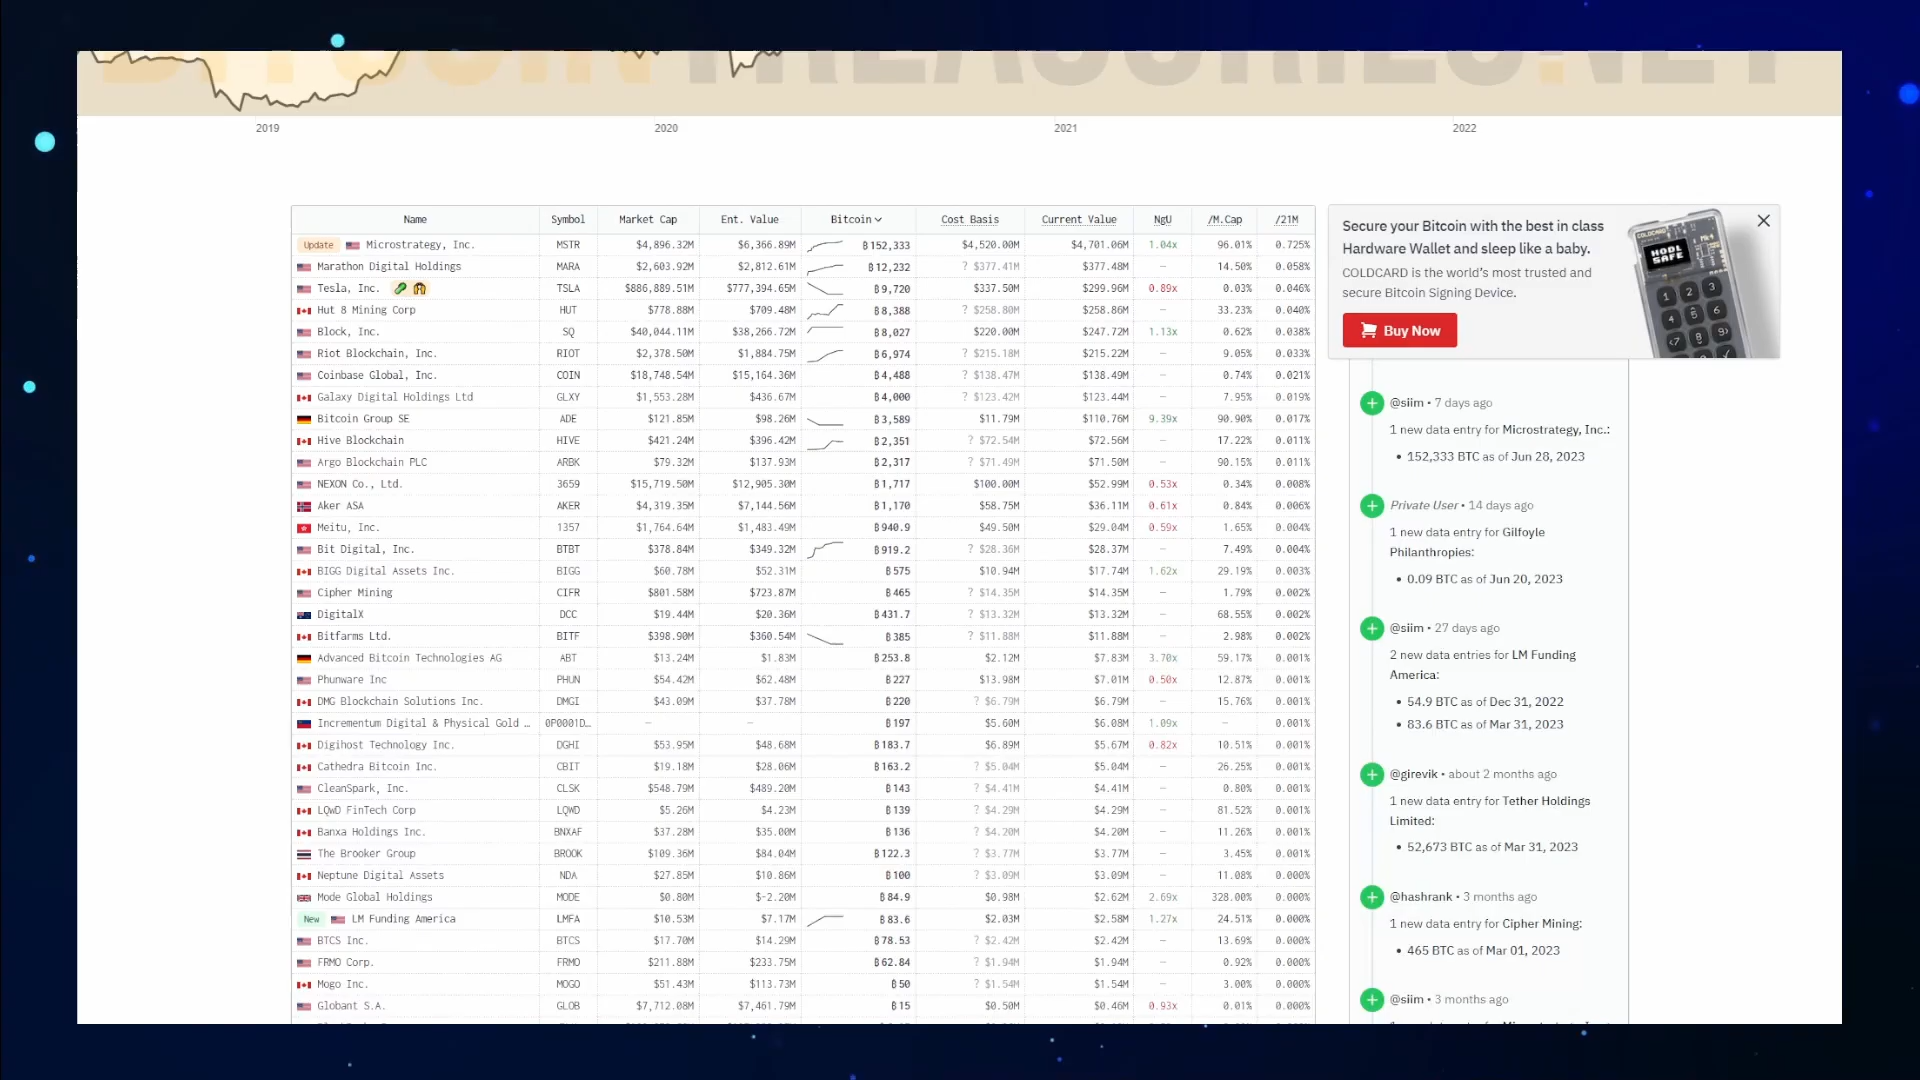 BITCOINTREASURIES.NET
2019 2020 2021 2022
Name Symbol Market Cap Ent. Value Bitcoin Cost Basis Current Value NgU /M.Cap /21M
Update Microstrategy, Inc. MSTR $4,896.32M $6,366.89M ₿152,333 $4,520.00M $4,701.06M 1.04x 96.01% 0.725%
Marathon Digital Holdings MARA $2,603.92M $2,812.61M ₿12,232 ? $377.41M $377.48M – 14.50% 0.058%
Tesla, Inc. TSLA $886,889.51M $777,394.65M ₿9,720 $337.50M $299.96M 0.89x 0.03% 0.046%
Hut 8 Mining Corp HUT $778.88M $709.48M ₿8,388 ? $258.80M $258.86M – 33.23% 0.040%
Block, Inc. SQ $40,044.11M $38,266.72M ₿8,027 $220.00M $247.72M 1.13x 0.62% 0.038%
Riot Blockchain, Inc. RIOT $2,378.50M $1,884.75M ₿6,974 ? $215.18M $215.22M – 9.05% 0.033%
Coinbase Global, Inc. COIN $18,748.54M $15,164.36M ₿4,488 ? $138.47M $138.49M – 0.74% 0.021%
Galaxy Digital Holdings Ltd GLXY $1,553.28M $436.67M ₿4,000 ? $123.42M $123.44M – 7.95% 0.019%
Bitcoin Group SE ADE $121.85M $98.26M ₿3,589 $11.79M $110.76M 9.39x 90.90% 0.017%
Hive Blockchain HIVE $421.24M $396.42M ₿2,351 ? $72.54M $72.56M – 17.22% 0.011%
Argo Blockchain PLC ARBK $79.32M $137.93M ₿2,317 ? $71.49M $71.50M – 90.15% 0.011%
NEXON Co., Ltd. 3659 $15,719.50M $12,905.30M ₿1,717 $100.00M $52.99M 0.53x 0.34% 0.008%
Aker ASA AKER $4,319.35M $7,144.56M ₿1,170 $58.75M $36.11M 0.61x 0.84% 0.006%
Meitu, Inc. 1357 $1,764.64M $1,483.49M ₿940.9 $49.50M $29.04M 0.59x 1.65% 0.004%
Bit Digital, Inc. BTBT $378.84M $349.32M ₿919.2 ? $28.36M $28.37M – 7.49% 0.004%
BIGG Digital Assets Inc. BIGG $60.78M $52.31M ₿575 $10.94M $17.74M 1.62x 29.19% 0.003%
Cipher Mining CIFR $801.58M $723.87M ₿465 ? $14.35M $14.35M – 1.79% 0.002%
DigitalX DCC $19.44M $20.36M ₿431.7 ? $13.32M $13.32M – 68.55% 0.002%
Bitfarms Ltd. BITF $398.90M $360.54M ₿385 ? $11.88M $11.88M – 2.98% 0.002%
Advanced Bitcoin Technologies AG ABT $13.24M $1.83M ₿253.8 $2.12M $7.83M 3.70x 59.17% 0.001%
Phunware Inc PHUN $54.42M $62.48M ₿227 $13.98M $7.01M 0.50x 12.87% 0.001%
DMG Blockchain Solutions Inc. DMGI $43.09M $37.78M ₿220 ? $6.79M $6.79M – 15.76% 0.001%
Incrementum Digital & Physical Gold … 0P0001D… – – ₿197 $5.60M $6.08M 1.09x – 0.001%
Digihost Technology Inc. DGHI $53.95M $48.68M ₿183.7 $6.89M $5.67M 0.82x 10.51% 0.001%
Cathedra Bitcoin Inc. CBIT $19.18M $28.06M ₿163.2 ? $5.04M $5.04M – 26.25% 0.001%
CleanSpark, Inc. CLSK $548.79M $489.20M ₿143 ? $4.41M $4.41M – 0.80% 0.001%
LQwD FinTech Corp LQWD $5.26M $4.23M ₿139 ? $4.29M $4.29M – 81.52% 0.001%
Banxa Holdings Inc. BNXAF $37.28M $35.00M ₿136 ? $4.20M $4.20M – 11.26% 0.001%
The Brooker Group BROOK $109.36M $84.04M ₿122.3 ? $3.77M $3.77M – 3.45% 0.001%
Neptune Digital Assets NDA $27.85M $10.86M ₿100 ? $3.09M $3.09M – 11.08% 0.000%
Mode Global Holdings MODE $0.80M $-2.20M ₿84.9 $0.98M $2.62M 2.69x 328.00% 0.000%
New LM Funding America LMFA $10.53M $7.17M ₿83.6 $2.03M $2.58M 1.27x 24.51% 0.000%
BTCS Inc. BTCS $17.70M $14.29M ₿78.53 ? $2.42M $2.42M – 13.69% 0.000%
FRMO Corp. FRMO $211.88M $233.75M ₿62.84 ? $1.94M $1.94M – 0.92% 0.000%
Mogo Inc. MOGO $51.43M $113.73M ₿50 ? $1.54M $1.54M – 3.00% 0.000%
Globant S.A. GLOB $7,712.08M $7,461.79M ₿15 $0.50M $0.46M 0.93x 0.01% 0.000%
Secure your Bitcoin with the best in class
Hardware Wallet and sleep like a baby.
COLDCARD is the world's most trusted and
secure Bitcoin Signing Device.
Buy Now
COLDCARD Mk4
HODL
SAFE
1 2 3
4 5 6
7 8 9
@siim • 7 days ago
1 new data entry for Microstrategy, Inc.:
• 152,333 BTC as of Jun 28, 2023
Private User • 14 days ago
1 new data entry for Gilfoyle
Philanthropies:
• 0.09 BTC as of Jun 20, 2023
@siim • 27 days ago
2 new data entries for LM Funding
America:
• 54.9 BTC as of Dec 31, 2022
• 83.6 BTC as of Mar 31, 2023
@girevik • about 2 months ago
1 new data entry for Tether Holdings
Limited:
• 52,673 BTC as of Mar 31, 2023
@hashrank • 3 months ago
1 new data entry for Cipher Mining:
• 465 BTC as of Mar 01, 2023
@siim • 3 months ago